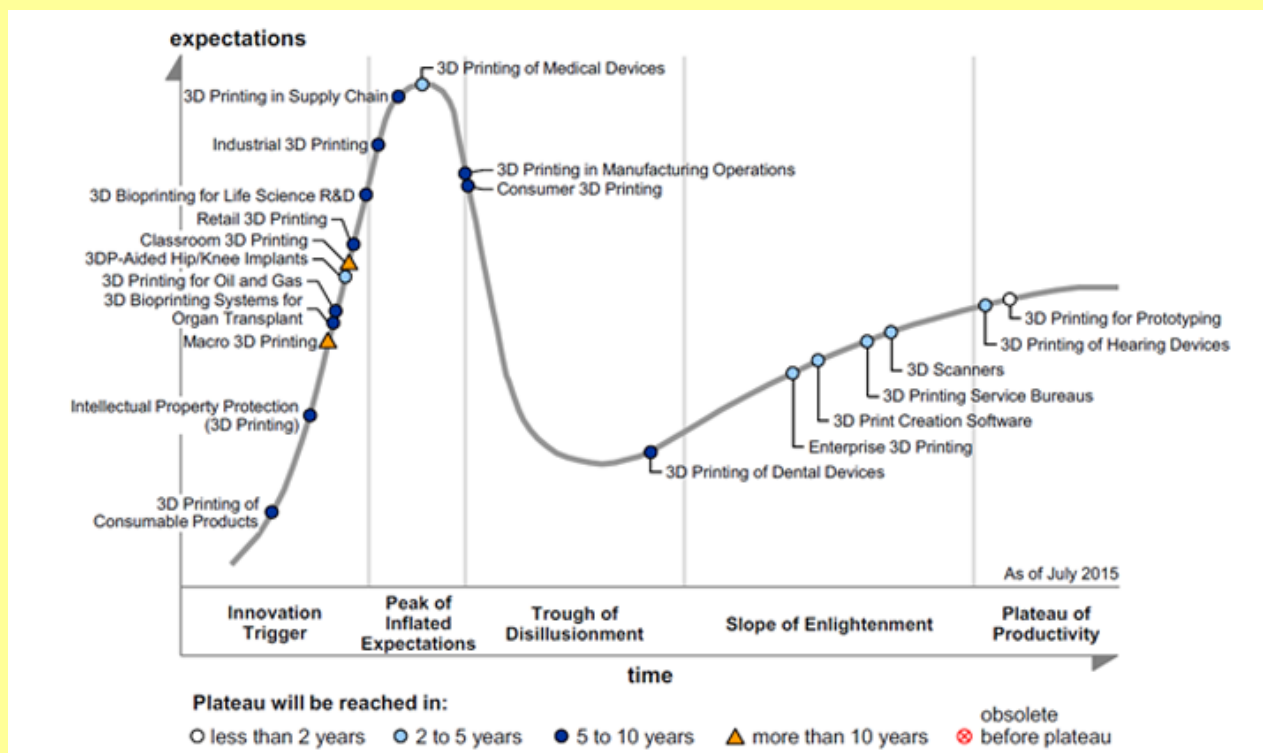 expectations
3D Printing of Medical Devices
3D Printing in Supply Chain
Industrial 3D Printing
3D Printing in Manufacturing Operations
Consumer 3D Printing
3D Bioprinting for Life Science R&D
Retail 3D Printing
Classroom 3D Printing
3DP-Aided Hip/Knee Implants
3D Printing for Oil and Gas
3D Bioprinting Systems for
Organ Transplant
Macro 3D Printing
Intellectual Property Protection
(3D Printing)
3D Printing of
Consumable Products
3D Printing for Prototyping
3D Printing of Hearing Devices
3D Scanners
3D Printing Service Bureaus
3D Print Creation Software
Enterprise 3D Printing
3D Printing of Dental Devices
As of July 2015
Innovation
Trigger
Peak of
Inflated
Expectations
Trough of
Disillusionment
Slope of Enlightenment
Plateau of
Productivity
time
Plateau will be reached in:
less than 2 years
2 to 5 years
5 to 10 years
more than 10 years
obsolete
before plateau